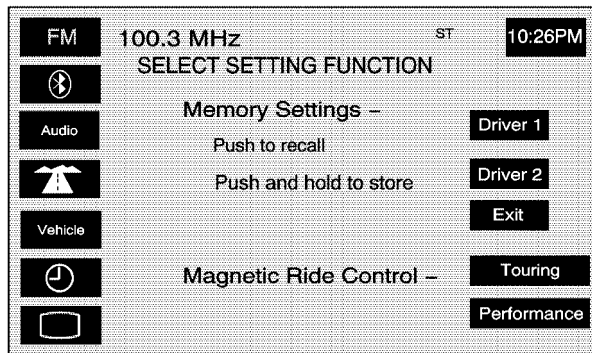 FM 100.3 MHz ST 10:26PM
SELECT SETTING FUNCTION
Audio
Memory Settings –
Driver 1
Push to recall
Push and hold to store
Driver 2
Exit
Vehicle
Magnetic Ride Control –
Touring
Performance